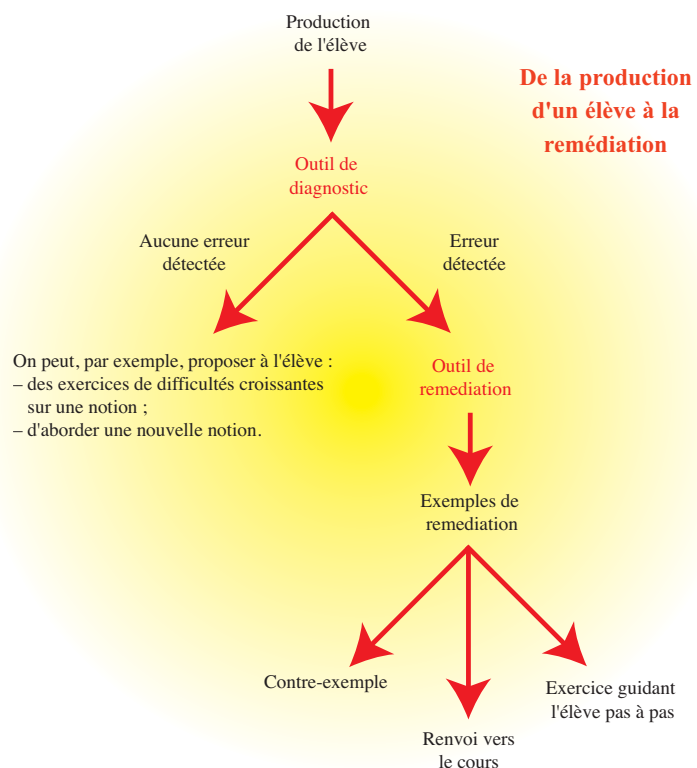 Production
de l'élève
De la production
d'un élève à la
remédiation
Outil de
diagnostic
Aucune erreur
détectée
Erreur
détectée
On peut, par exemple, proposer à l'élève :
– des exercices de difficultés croissantes
sur une notion ;
– d'aborder une nouvelle notion.
Outil de
remediation
Exemples de
remediation
Contre-exemple
Renvoi vers
le cours
Exercice guidant
l'élève pas à pas